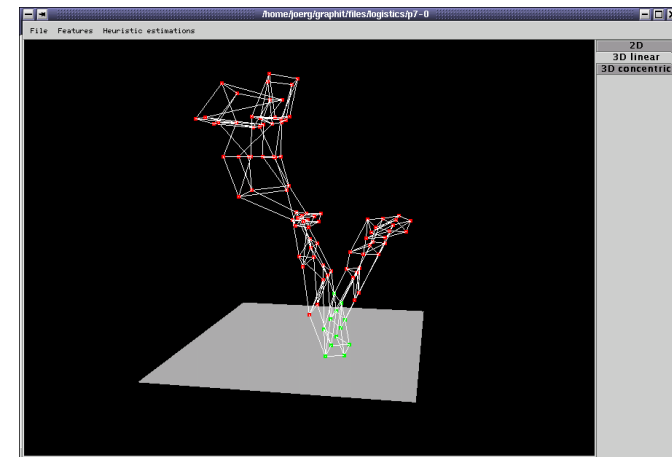 /home/joerg/graphit/files/logistics/p7-0
File Features Heuristic estimations
2D
3D linear
3D concentric